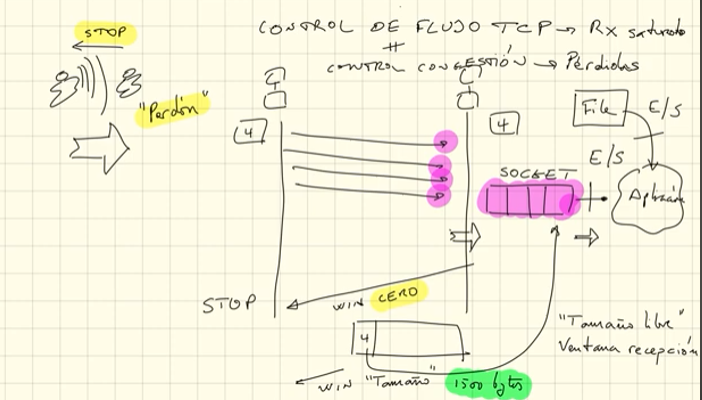 CONTROL DE FLUJO TCP → Rx saturado
≠
CONTROL CONGESTIÓN → Pérdidas
STOP
"Perdón"
4
4
File
E/S
E/S
SOCKET
Aplicación
STOP
WIN CERO
4
WIN "Tamaño" 1500 bytes
"Tamaño libre"
Ventana recepción